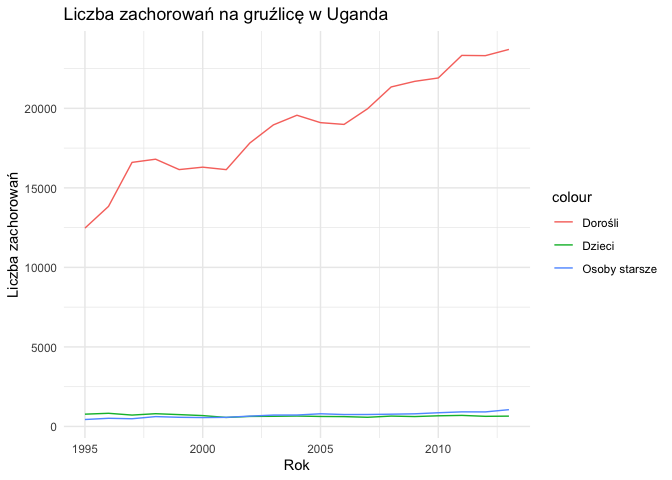 Liczba zachorowań na gruźlicę w Uganda
Liczba zachorowań
20000
15000
10000
5000
0
1995
2000
2005
2010
Rok
colour
Dorośli
Dzieci
Osoby starsze